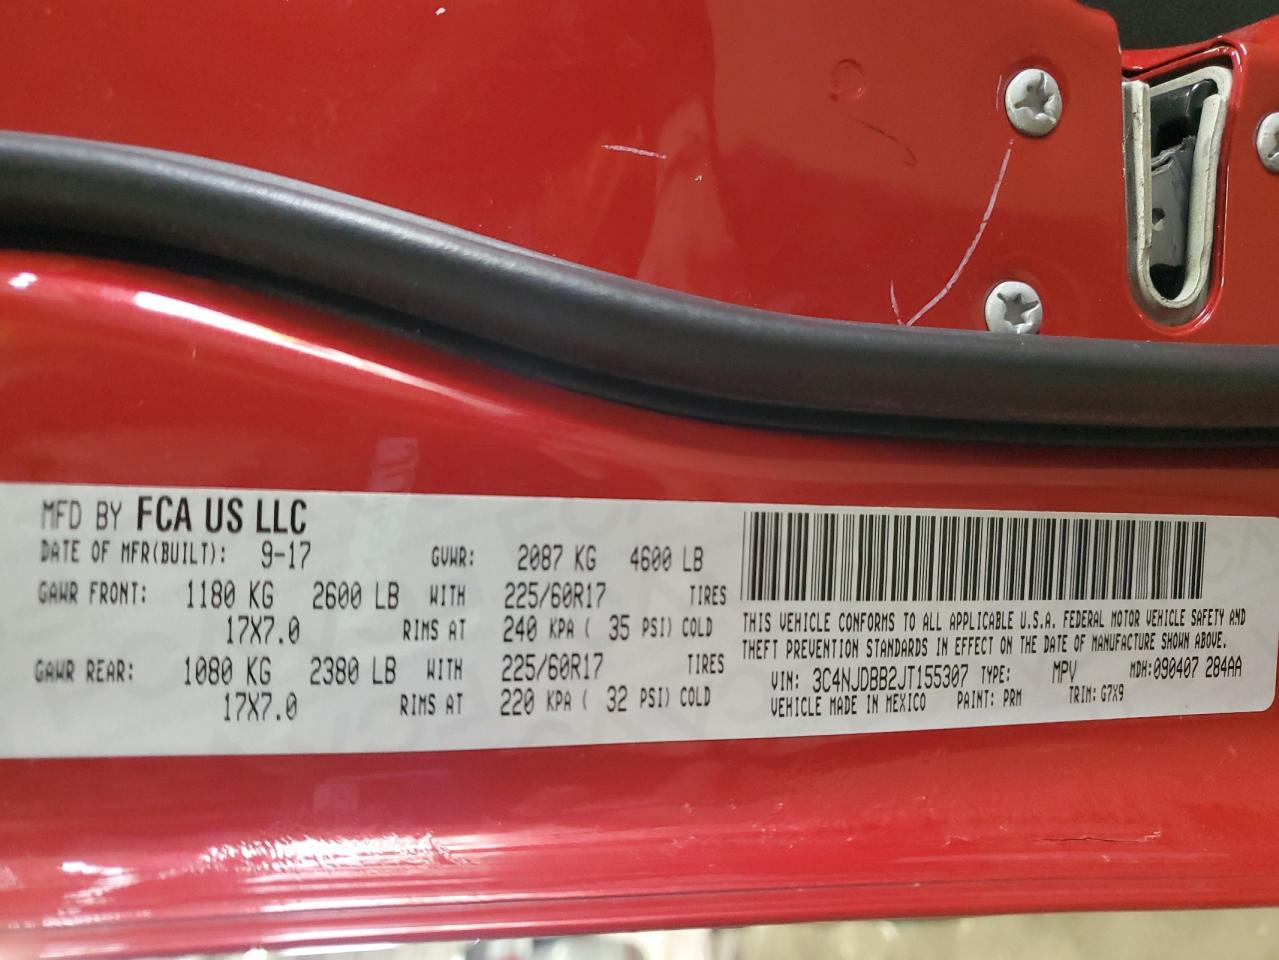 MFD BY FCA US LLC
DATE OF MFR(BUILT): 9-17 GVWR: 2087 KG 4600 LB
GAWR FRONT: 1180 KG 2600 LB WITH 225/60R17 TIRES
17X7.0 RIMS AT 240 KPA ( 35 PSI) COLD
GAWR REAR: 1080 KG 2380 LB WITH 225/60R17 TIRES
17X7.0 RIMS AT 220 KPA ( 32 PSI) COLD
THIS VEHICLE CONFORMS TO ALL APPLICABLE U.S.A. FEDERAL MOTOR VEHICLE SAFETY AND
THEFT PREVENTION STANDARDS IN EFFECT ON THE DATE OF MANUFACTURE SHOWN ABOVE.
VIN: 3C4NJDBB2JT155307 TYPE: MPV MDH:090407 284AA
VEHICLE MADE IN MEXICO PAINT: PRM TRIM: G7X9